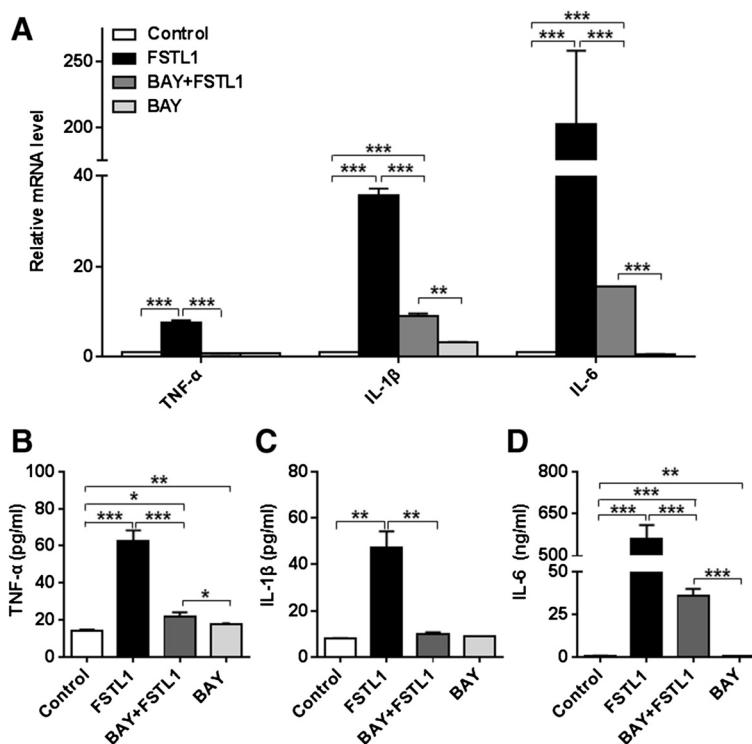 A
Control
FSTL1
BAY+FSTL1
BAY
Relative mRNA level
250
200
40
20
0
*** ***
***
*** ***
**
***
*** ***
***
TNF-α
IL-1β
IL-6
B
TNF-α (pg/ml)
100
80
60
40
20
0
**
*
*** ***
*
Control
FSTL1
BAY+FSTL1
BAY
C
IL-1β (pg/ml)
80
60
40
20
0
** **
Control
FSTL1
BAY+FSTL1
BAY
D
IL-6 (ng/ml)
800
650
500
50
25
0
**
***
*** ***
***
Control
FSTL1
BAY+FSTL1
BAY